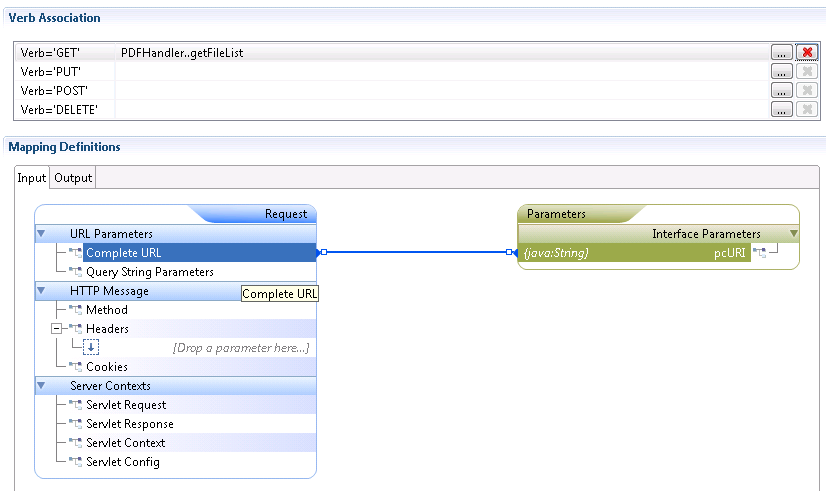 Verb Association
Verb='GET' PDFHandler..getFileList ...
Verb='PUT' ...
Verb='POST' ...
Verb='DELETE' ...
Mapping Definitions
Input Output
Request Parameters
URL Parameters Interface Parameters
Complete URL {java:String} pcURI
Query String Parameters
HTTP Message Complete URL
Method
Headers
[Drop a parameter here...]
Cookies
Server Contexts
Servlet Request
Servlet Response
Servlet Context
Servlet Config